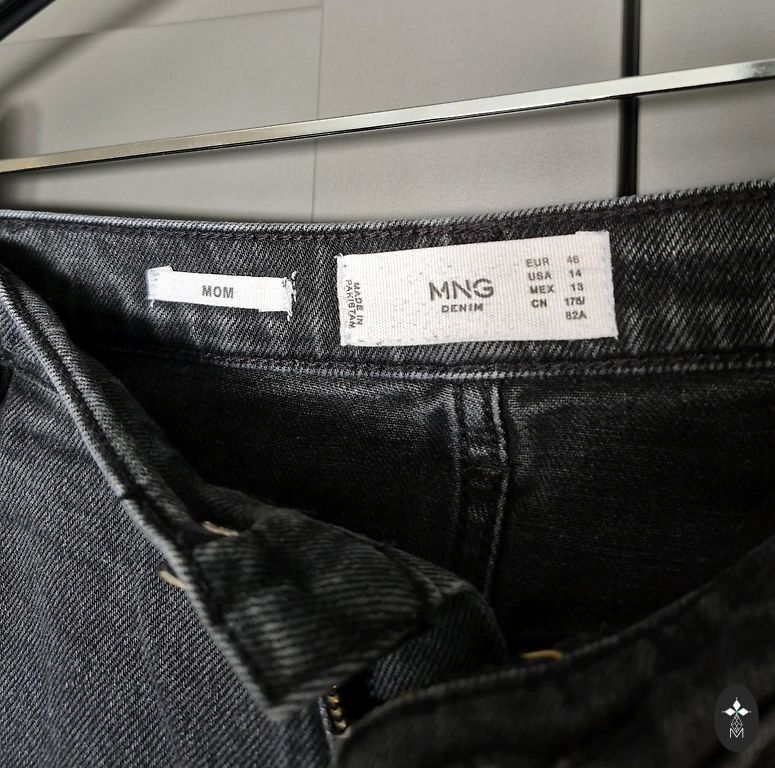 MOM
MADE IN
PAKISTAN
MNG
DENIM
EUR 46
USA 14
MEX 13
CN 175/
82A
M